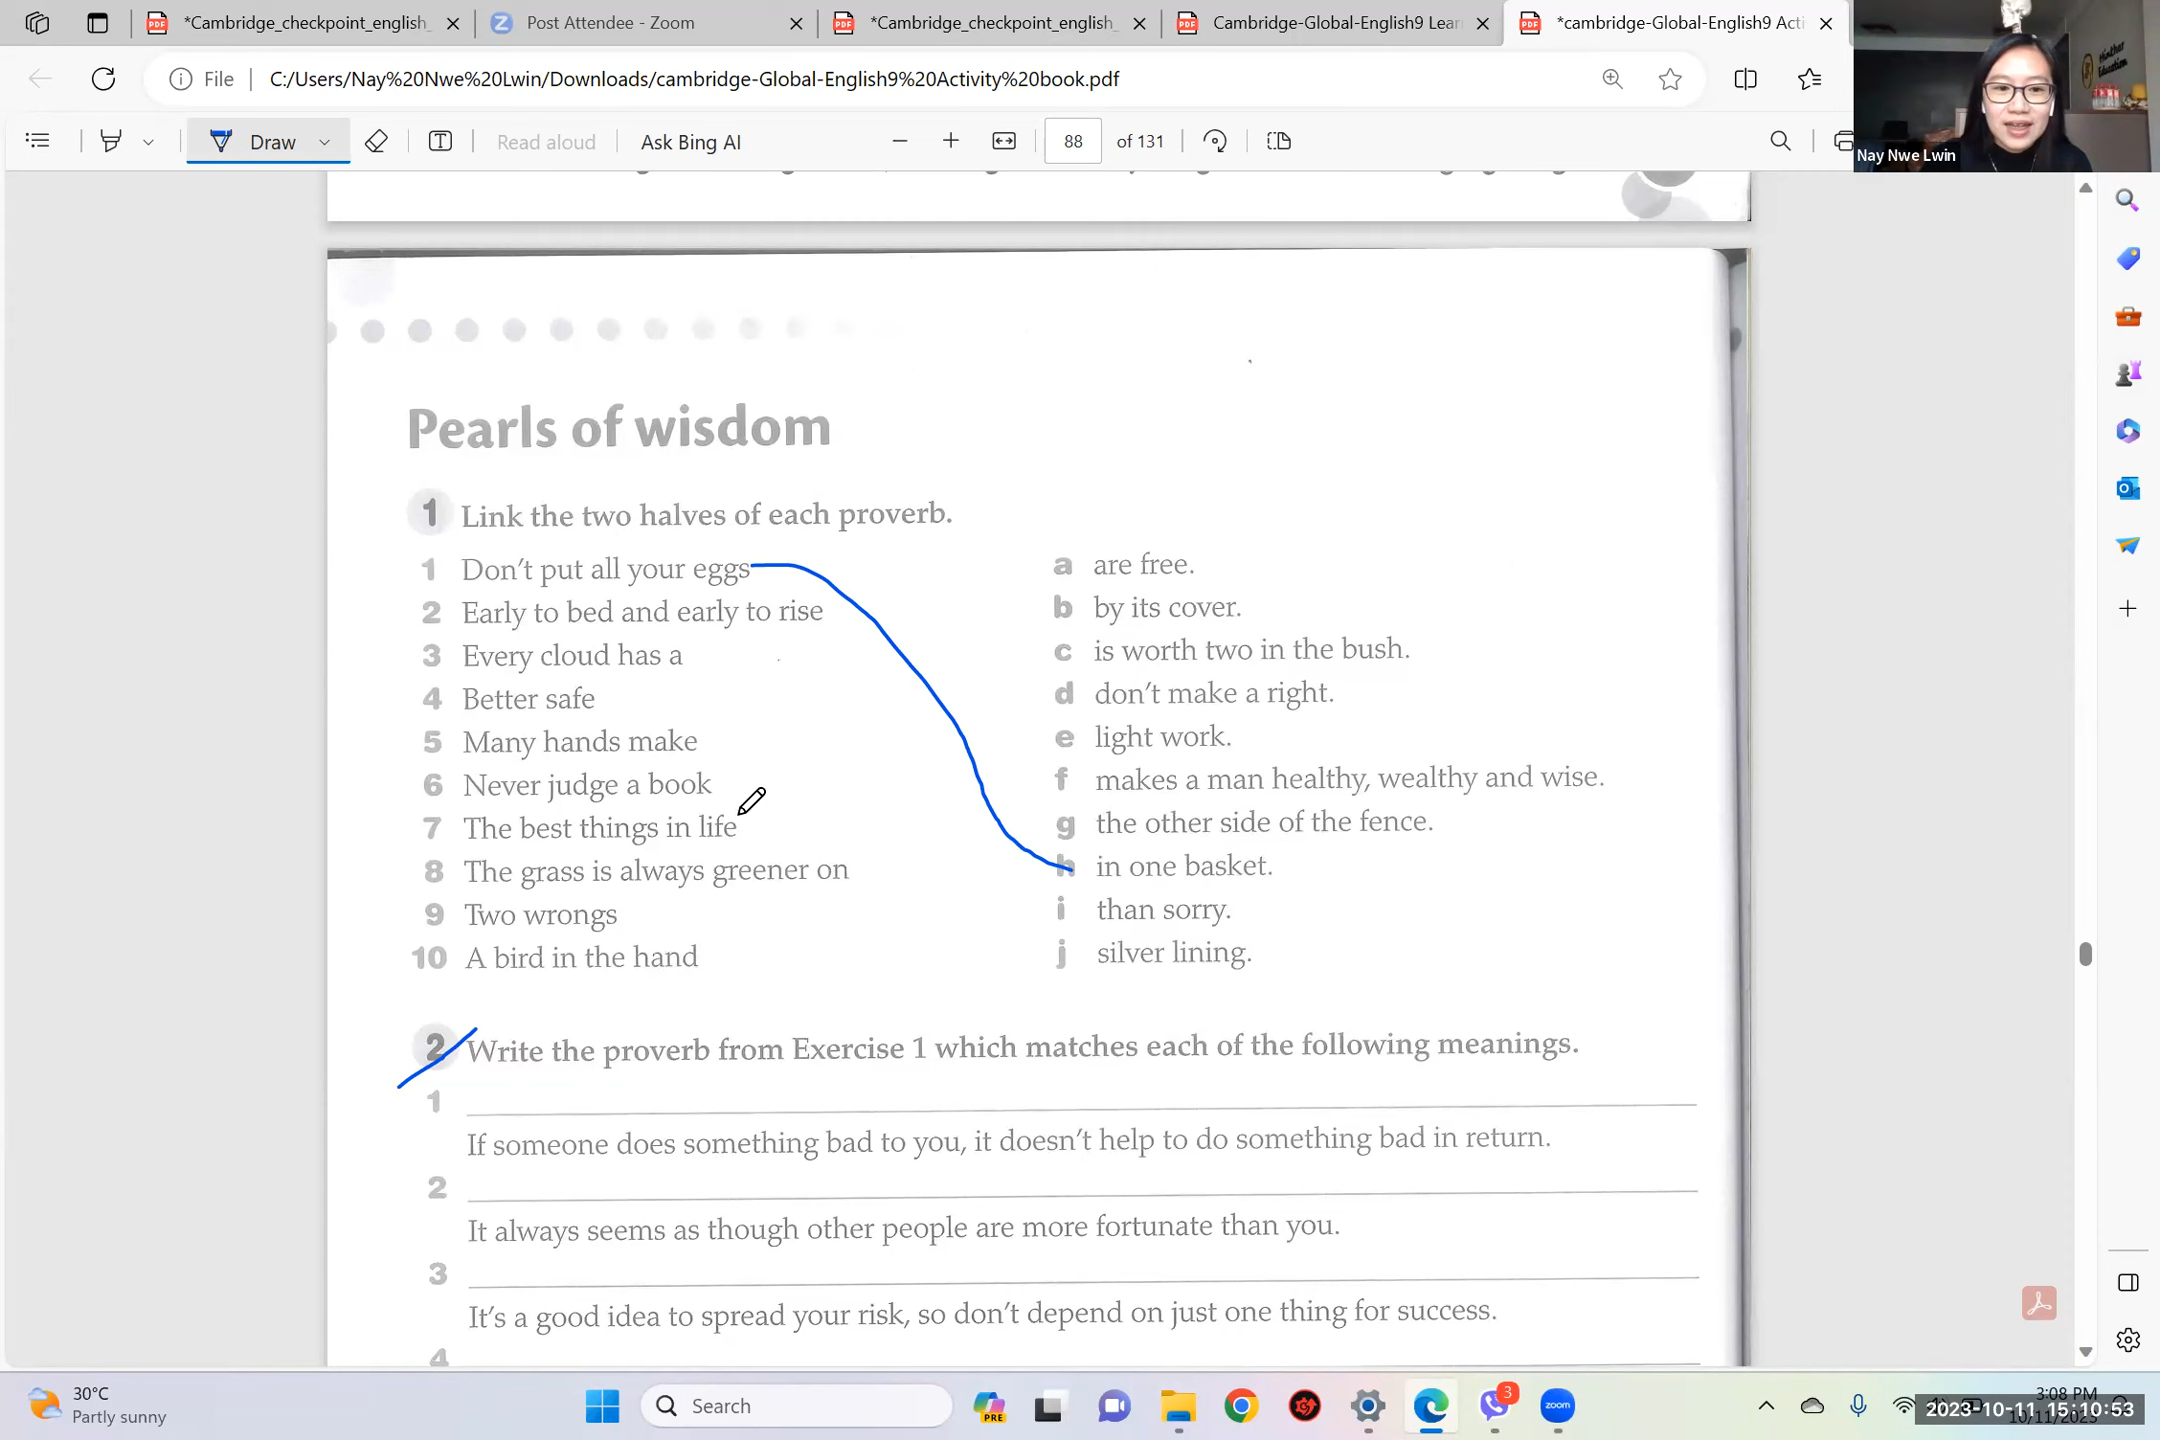 *Cambridge_checkpoint_english_
Post Attendee - Zoom
*Cambridge_checkpoint_english_
Cambridge-Global-English9 Lear
*cambridge-Global-English9 Acti
File
C:/Users/Nay%20Nwe%20Lwin/Downloads/cambridge-Global-English9%20Activity%20book.pdf
Draw
Read aloud
Ask Bing AI
88
of 131
Nay Nwe Lwin
Pearls of wisdom
1 Link the two halves of each proverb.
1 Don't put all your eggs
2 Early to bed and early to rise
3 Every cloud has a
4 Better safe
5 Many hands make
6 Never judge a book
7 The best things in life
8 The grass is always greener on
9 Two wrongs
10 A bird in the hand
a are free.
b by its cover.
c is worth two in the bush.
d don't make a right.
e light work.
f makes a man healthy, wealthy and wise.
g the other side of the fence.
h in one basket.
i than sorry.
j silver lining.
2 Write the proverb from Exercise 1 which matches each of the following meanings.
1
If someone does something bad to you, it doesn't help to do something bad in return.
2
It always seems as though other people are more fortunate than you.
3
It's a good idea to spread your risk, so don't depend on just one thing for success.
4
30°C
Partly sunny
Search
PRE
3
zoom
3:08 PM
2023-10-11 15:10:53